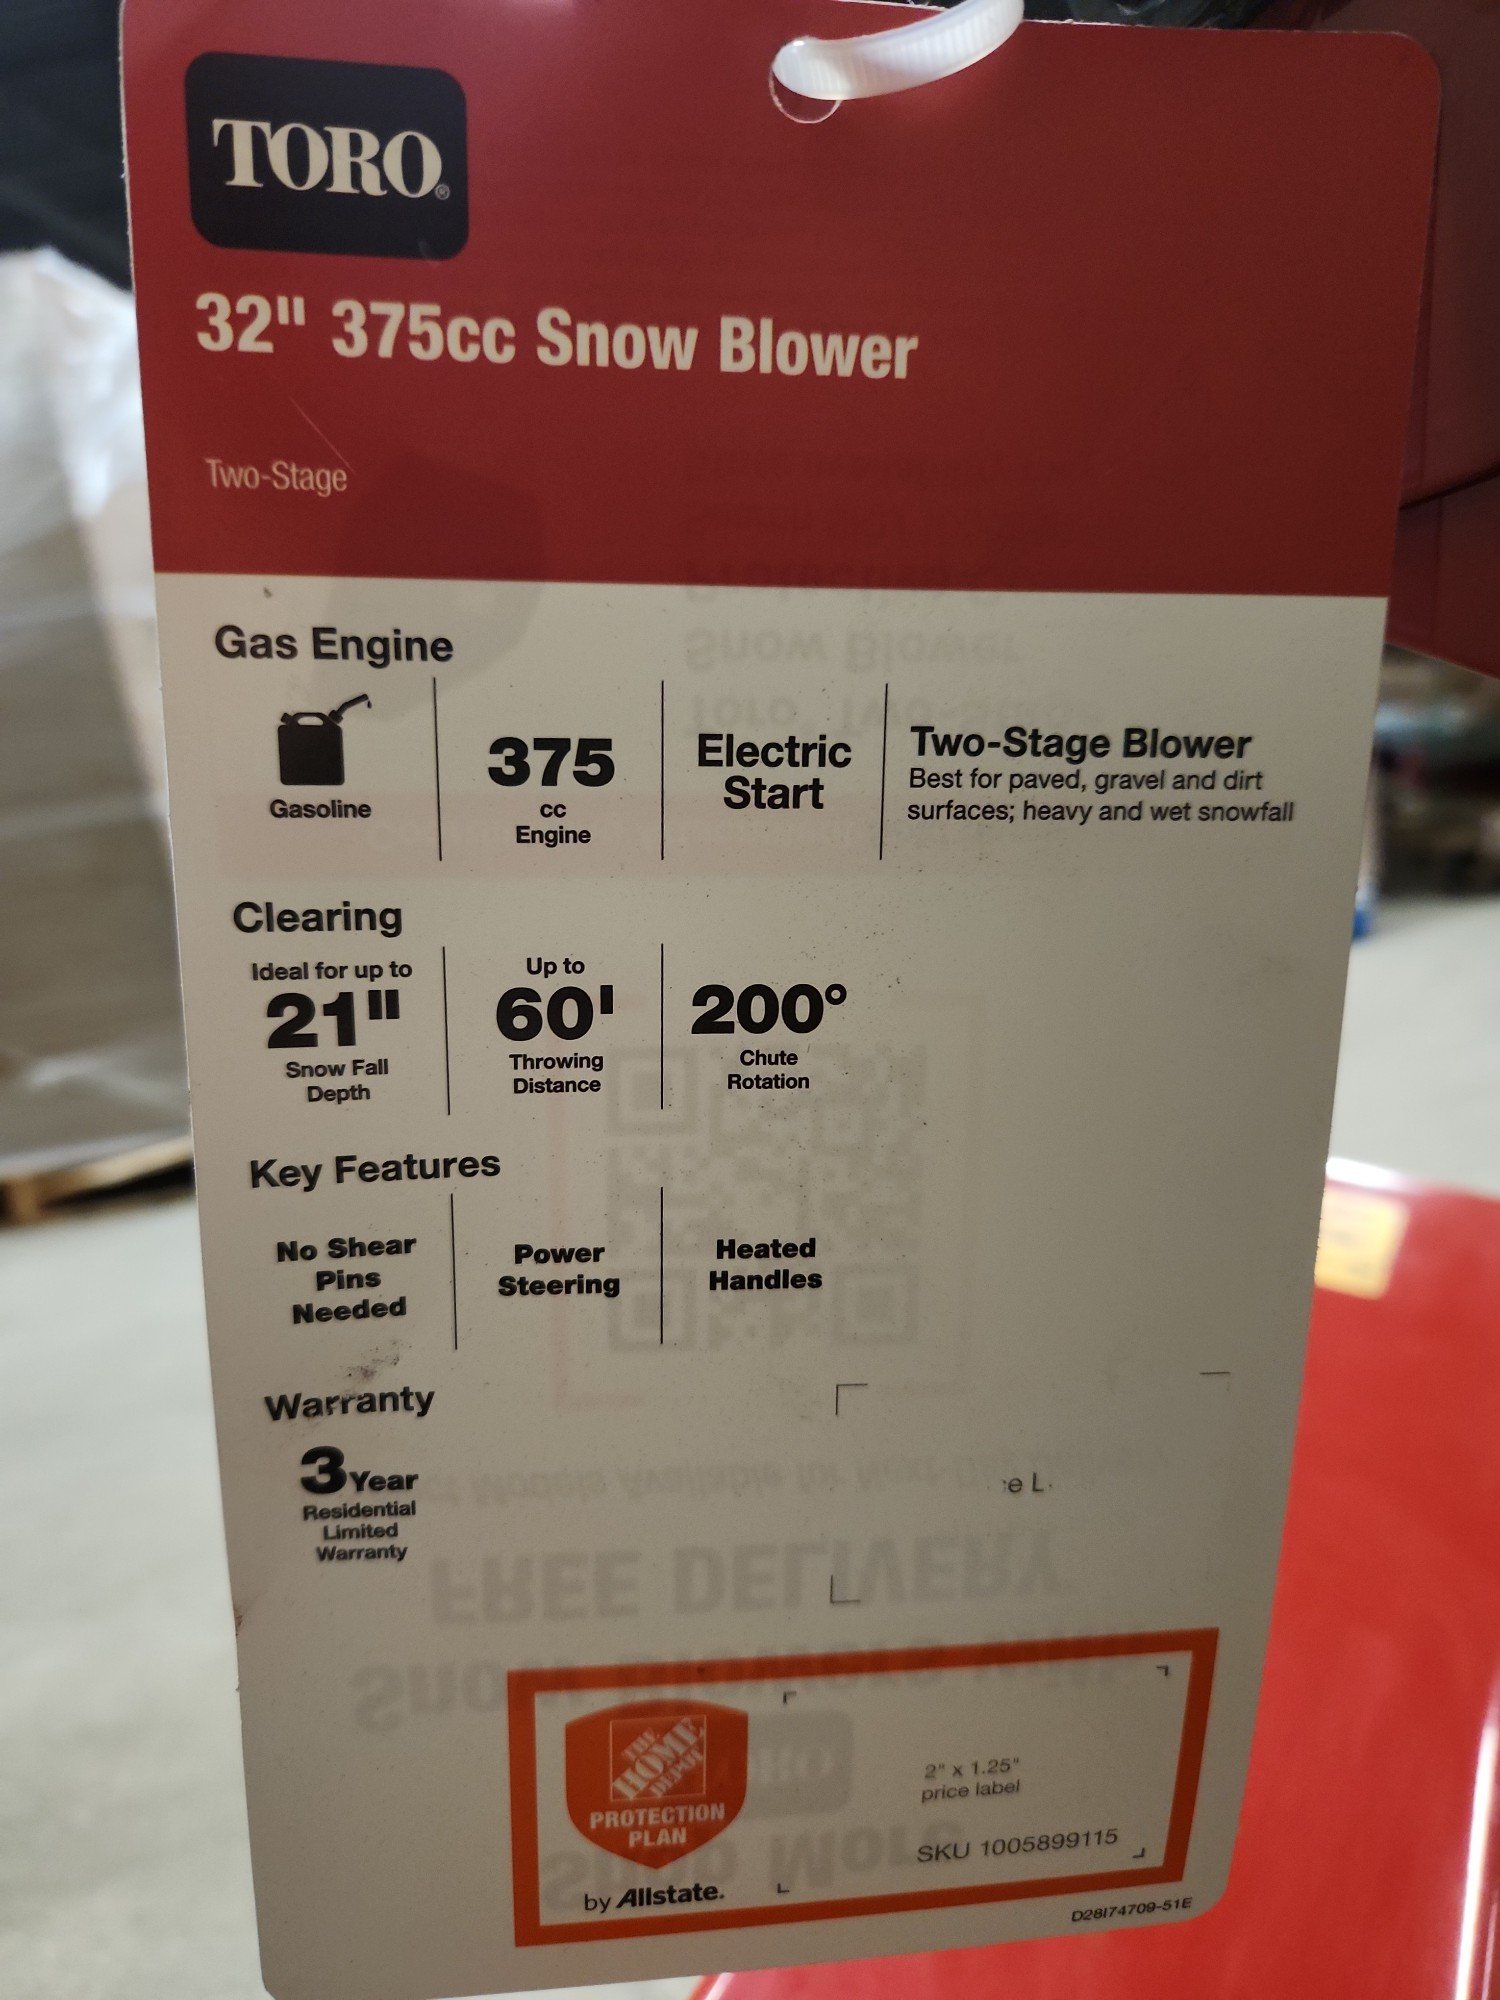 TORO®
32" 375cc Snow Blower
Two-Stage
Gas Engine
Gasoline
375
cc
Engine
Electric
Start
Two-Stage Blower
Best for paved, gravel and dirt
surfaces; heavy and wet snowfall
Clearing
Ideal for up to
21"
Snow Fall
Depth
Up to
60'
Throwing
Distance
200°
Chute
Rotation
Key Features
No Shear
Pins
Needed
Power
Steering
Heated
Handles
Warranty
3 Year
Residential
Limited
Warranty
e L.
FREE DELIVERY
THE
HOME
DEPOT
PROTECTION
PLAN
by Allstate.
2" x 1.25"
price label
SKU 1005899115
D28I74709-51E